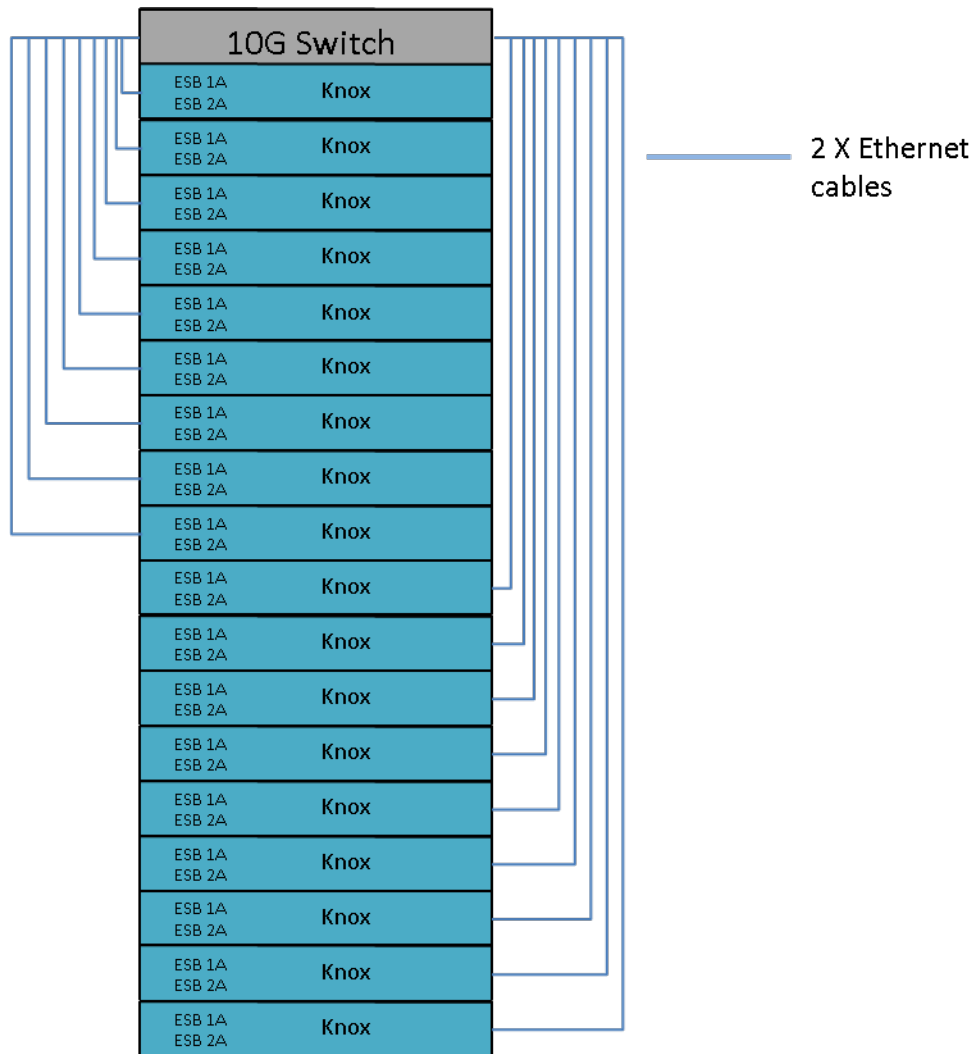 10G Switch
ESB 1A
ESB 2A
Knox
ESB 1A
ESB 2A
Knox
ESB 1A
ESB 2A
Knox
ESB 1A
ESB 2A
Knox
ESB 1A
ESB 2A
Knox
ESB 1A
ESB 2A
Knox
ESB 1A
ESB 2A
Knox
ESB 1A
ESB 2A
Knox
ESB 1A
ESB 2A
Knox
ESB 1A
ESB 2A
Knox
ESB 1A
ESB 2A
Knox
ESB 1A
ESB 2A
Knox
ESB 1A
ESB 2A
Knox
ESB 1A
ESB 2A
Knox
ESB 1A
ESB 2A
Knox
ESB 1A
ESB 2A
Knox
ESB 1A
ESB 2A
Knox
ESB 1A
ESB 2A
Knox
2 X Ethernet
cables